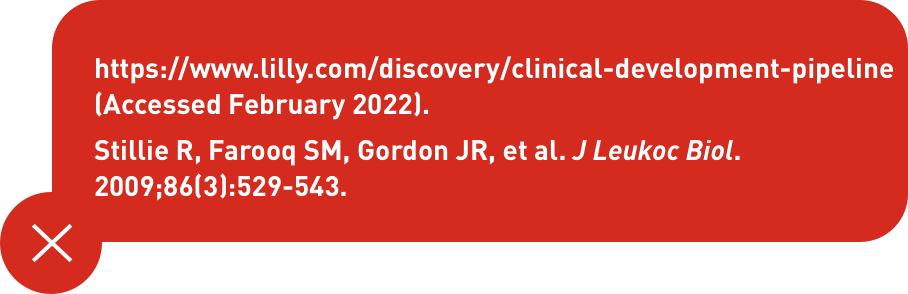 https://www.lilly.com/discovery/clinical-development-pipeline
(Accessed February 2022).
Stillie R, Farooq SM, Gordon JR, et al. J Leukoc Biol.
2009;86(3):529-543.